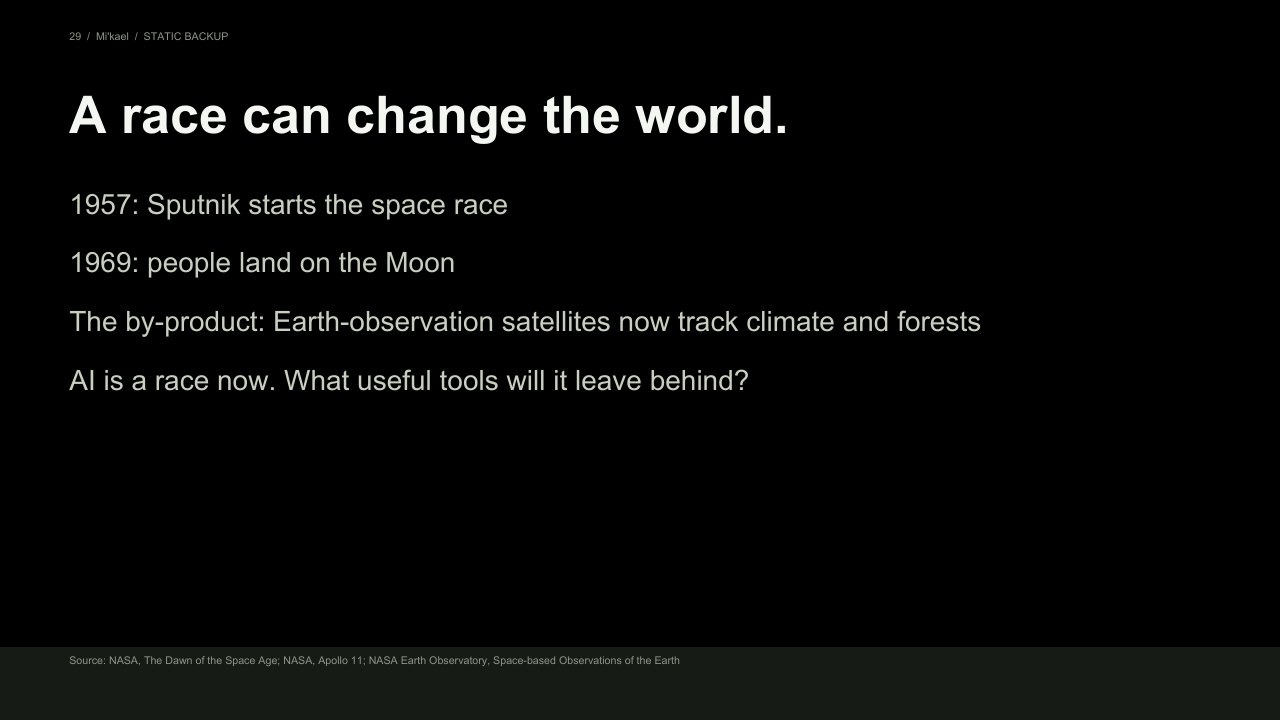 29 / Mi'kael / STATIC BACKUP
A race can change the world.
1957: Sputnik starts the space race
1969: people land on the Moon
The by-product: Earth-observation satellites now track climate and forests
AI is a race now. What useful tools will it leave behind?
Source: NASA, The Dawn of the Space Age; NASA, Apollo 11; NASA Earth Observatory, Space-based Observations of the Earth